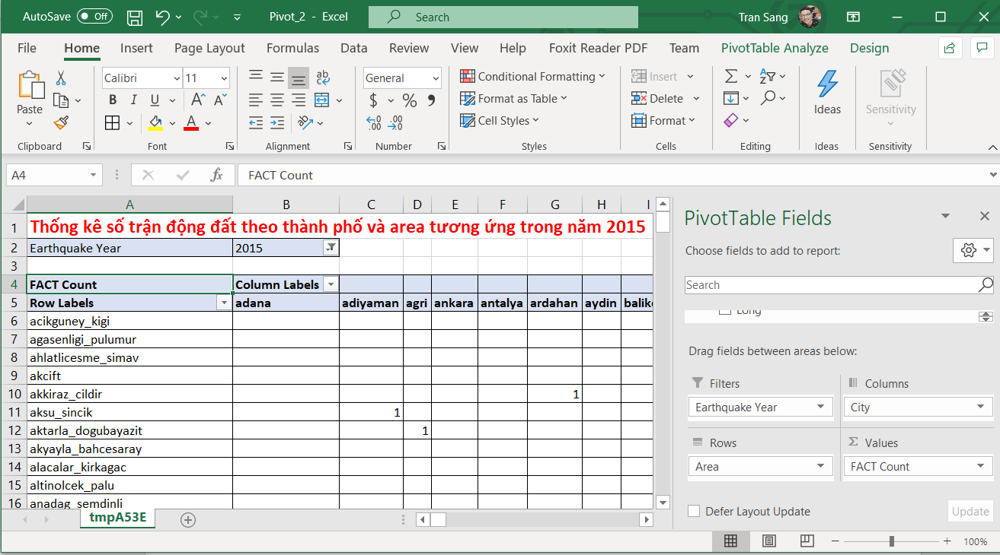 AutoSave Off Pivot_2 - Excel Search Tran Sang
File Home Insert Page Layout Formulas Data Review View Help Foxit Reader PDF Team PivotTable Analyze Design
Calibri 11 General Conditional Formatting Insert
Paste B I U Format as Table Delete Ideas Sensitivity
Cell Styles Format
Clipboard Font Alignment Number Styles Cells Editing Ideas Sensitivity
A4 fx FACT Count
A B C D E F G H I
1 Thống kê số trận động đất theo thành phố và area tương ứng trong năm 2015
2 Earthquake Year 2015
3
4 FACT Count Column Labels
5 Row Labels adana adiyaman agri ankara antalya ardahan aydin balike
6 acikguney_kigi
7 agasenligi_pulumur
8 ahlatlicesme_simav
9 akcift
10 akkiraz_cildir 1
11 aksu_sincik 1
12 aktarla_dogubayazit 1
13 akyayla_bahcesaray
14 alacalar_kirkagac
15 altinolcek_palu
16 anadag_semdinli
tmpA53E
PivotTable Fields
Choose fields to add to report:
Search
Long
Drag fields between areas below:
Filters Columns
Earthquake Year City
Rows Σ Values
Area FACT Count
Defer Layout Update Update
100%